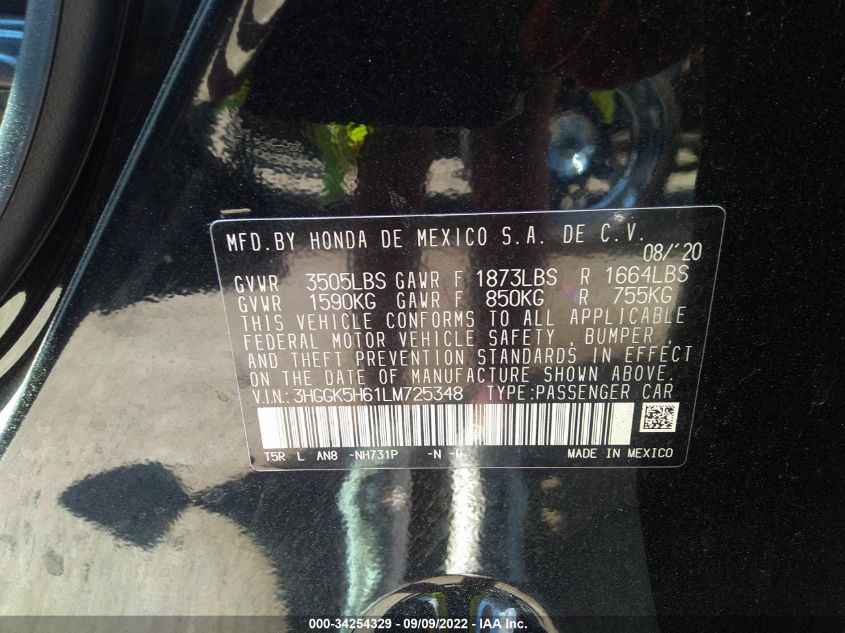 MFD.BY HONDA DE MEXICO S.A. DE C.V.
08/'20
GVWR 3505LBS GAWR F 1873LBS R 1664LBS
GVWR 1590KG GAWR F 850KG R 755KG
THIS VEHICLE CONFORMS TO ALL APPLICABLE
FEDERAL MOTOR VEHICLE SAFETY , BUMPER ,
AND THEFT PREVENTION STANDARDS IN EFFECT
ON THE DATE OF MANUFACTURE SHOWN ABOVE.
V.IN.: 3HGGK5H61LM725348 TYPE:PASSENGER CAR
T5R L AN8 -NH731P -N -M MADE IN MEXICO
000-34254329 - 09/09/2022 - IAA Inc.